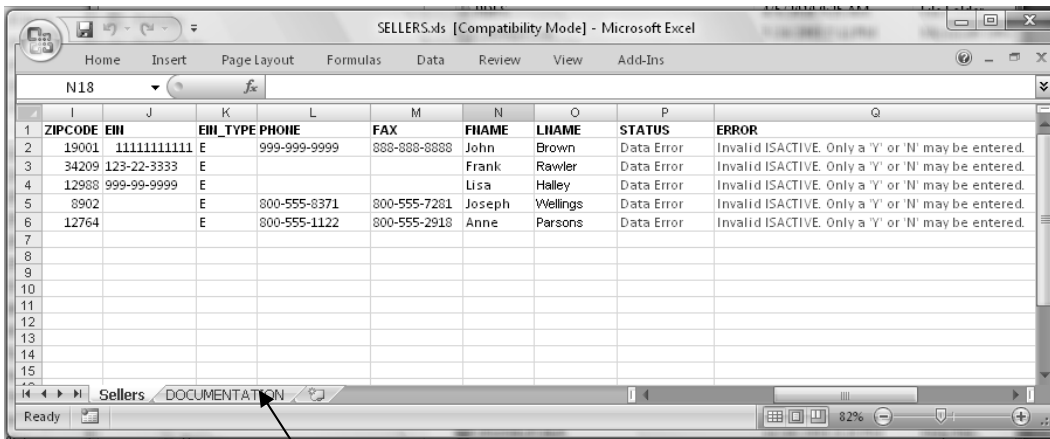 SELLERS.xls [Compatibility Mode] - Microsoft Excel
Home Insert Page Layout Formulas Data Review View Add-Ins
N18 fx
I J K L M N O P Q
1 ZIPCODE EIN EIN_TYPE PHONE FAX FNAME LNAME STATUS ERROR
2 19001 11111111111 E 999-999-9999 888-888-8888 John Brown Data Error Invalid ISACTIVE. Only a 'Y' or 'N' may be entered.
3 34209 123-22-3333 E Frank Rawler Data Error Invalid ISACTIVE. Only a 'Y' or 'N' may be entered.
4 12988 999-99-9999 E Lisa Halley Data Error Invalid ISACTIVE. Only a 'Y' or 'N' may be entered.
5 8902 E 800-555-8371 800-555-7281 Joseph Wellings Data Error Invalid ISACTIVE. Only a 'Y' or 'N' may be entered.
6 12764 E 800-555-1122 800-555-2918 Anne Parsons Data Error Invalid ISACTIVE. Only a 'Y' or 'N' may be entered.
7
8
9
10
11
12
13
14
15
Sellers DOCUMENTATION
Ready 82%